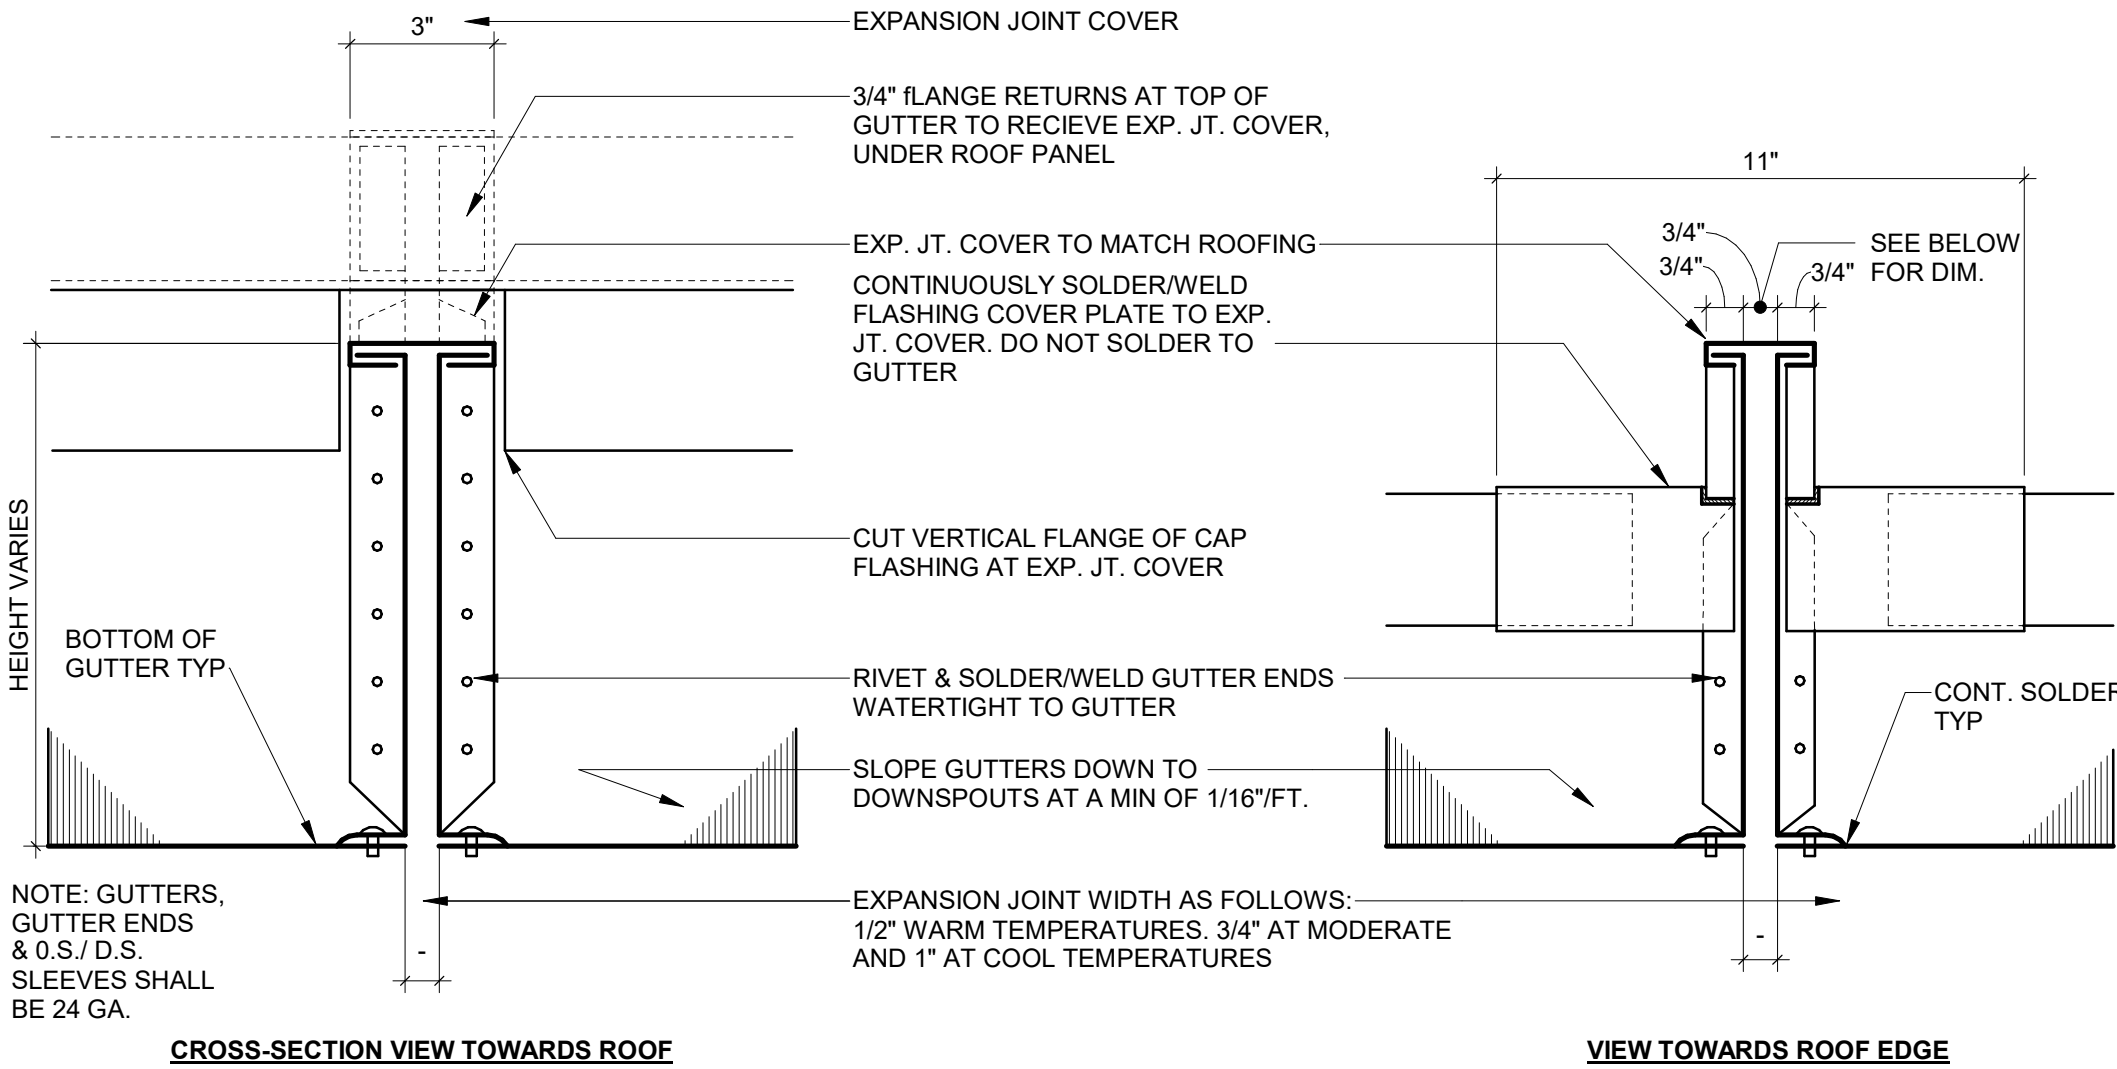 3"
EXPANSION JOINT COVER
3/4" fLANGE RETURNS AT TOP OF
GUTTER TO RECIEVE EXP. JT. COVER,
UNDER ROOF PANEL
EXP. JT. COVER TO MATCH ROOFING
CONTINUOUSLY SOLDER/WELD
FLASHING COVER PLATE TO EXP.
JT. COVER. DO NOT SOLDER TO
GUTTER
11"
3/4"
3/4"
3/4"
SEE BELOW
FOR DIM.
HEIGHT VARIES
CUT VERTICAL FLANGE OF CAP
FLASHING AT EXP. JT. COVER
BOTTOM OF
GUTTER TYP
RIVET & SOLDER/WELD GUTTER ENDS
WATERTIGHT TO GUTTER
CONT. SOLDER
TYP
SLOPE GUTTERS DOWN TO
DOWNSPOUTS AT A MIN OF 1/16"/FT.
NOTE: GUTTERS,
GUTTER ENDS
& 0.S./ D.S.
SLEEVES SHALL
BE 24 GA.
-
EXPANSION JOINT WIDTH AS FOLLOWS:
1/2" WARM TEMPERATURES. 3/4" AT MODERATE
AND 1" AT COOL TEMPERATURES
-
CROSS-SECTION VIEW TOWARDS ROOF
VIEW TOWARDS ROOF EDGE